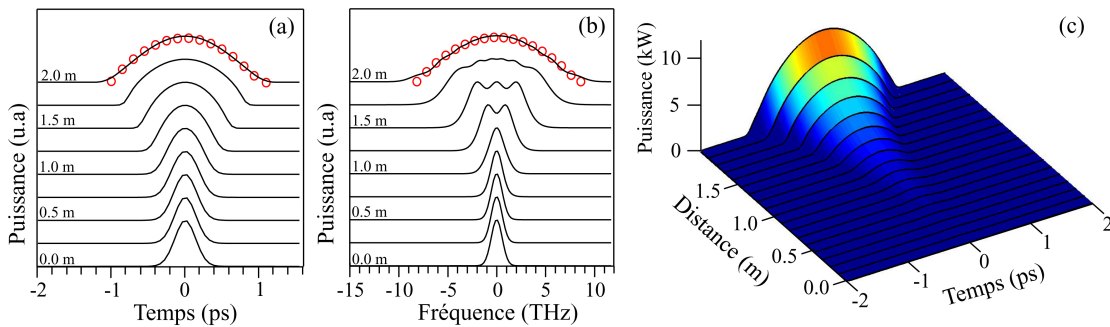 (a)
Puissance (u.a)
2.0 m
1.5 m
1.0 m
0.5 m
0.0 m
-2 -1 0 1
Temps (ps)
(b)
Puissance (u.a)
2.0 m
1.5 m
1.0 m
0.5 m
0.0 m
-15 -10 -5 0 5 10
Fréquence (THz)
(c)
Puissance (kW)
10
5
0
1.5
1.0
0.5
0.0
Distance (m)
-2 -1 0 1 2
Temps (ps)